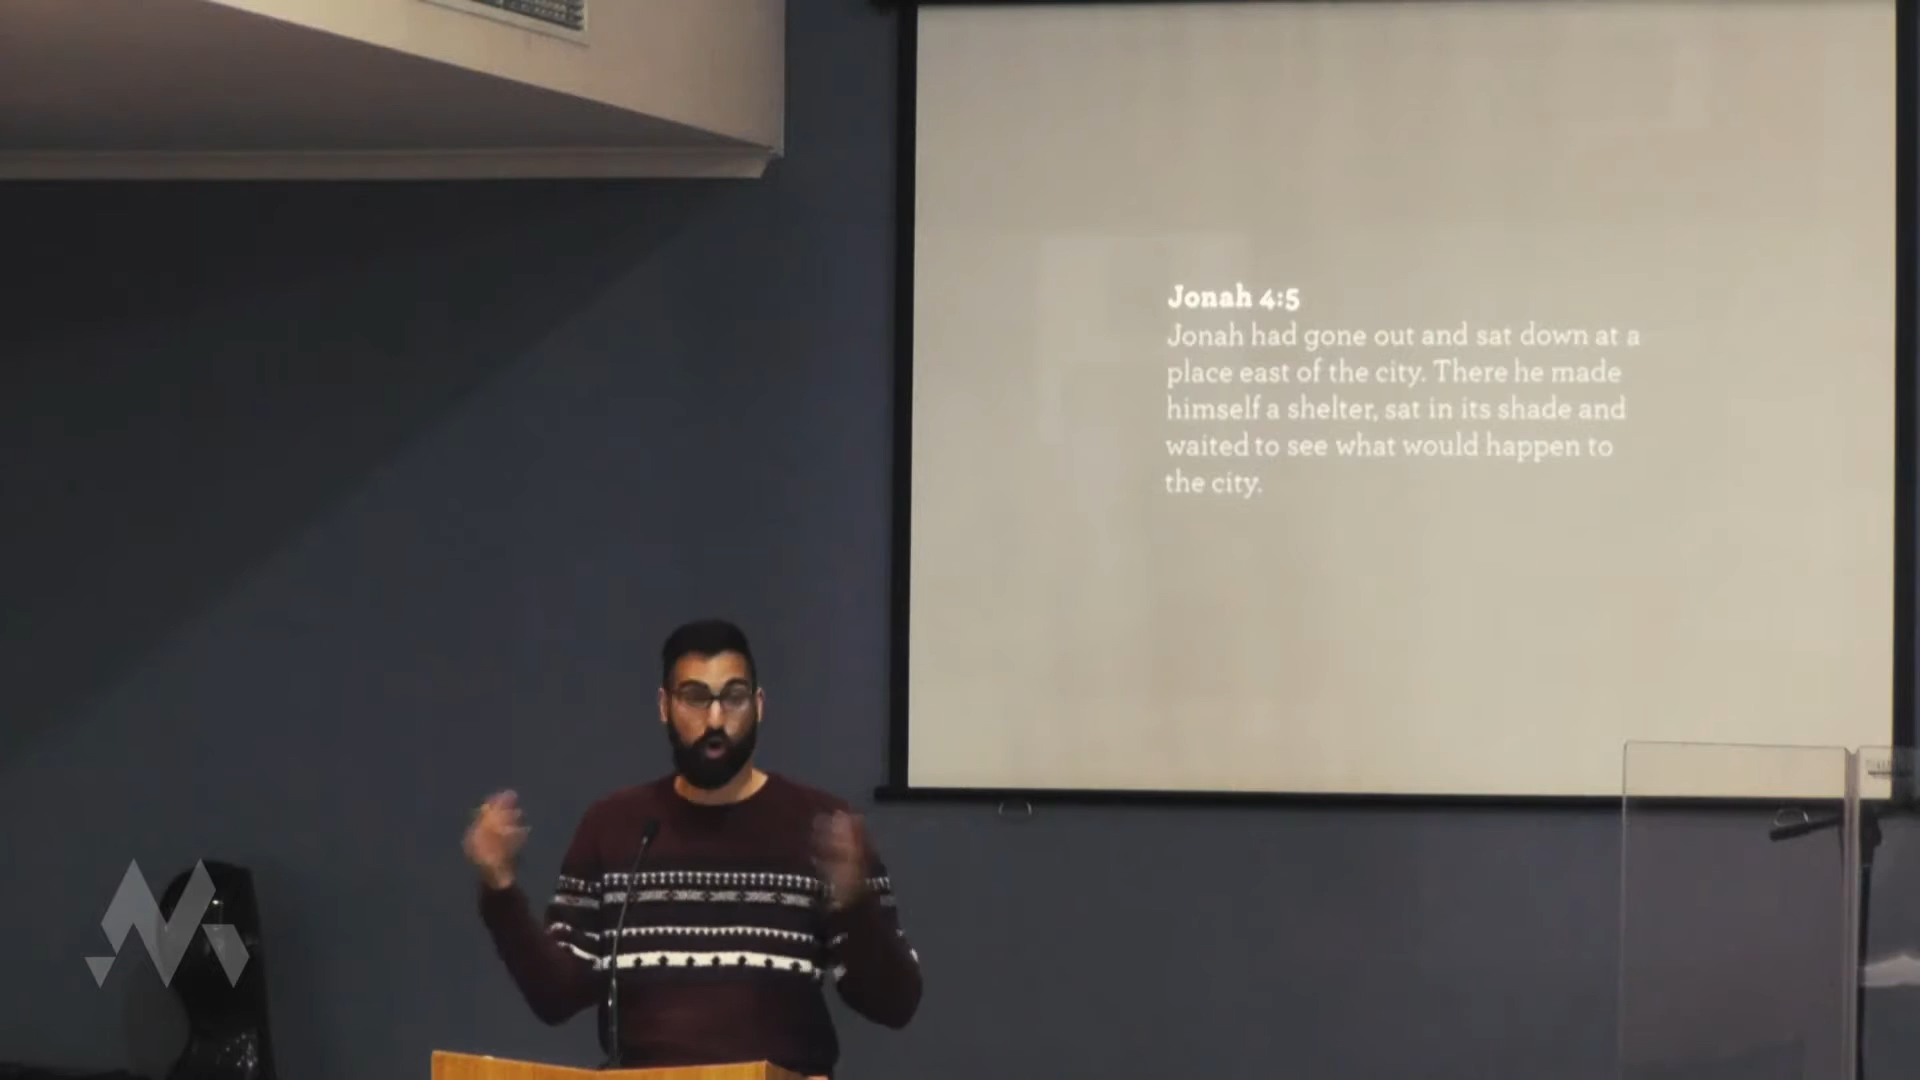 Jonah 4:5
Jonah had gone out and sat down at a
place east of the city. There he made
himself a shelter, sat in its shade and
waited to see what would happen to
the city.